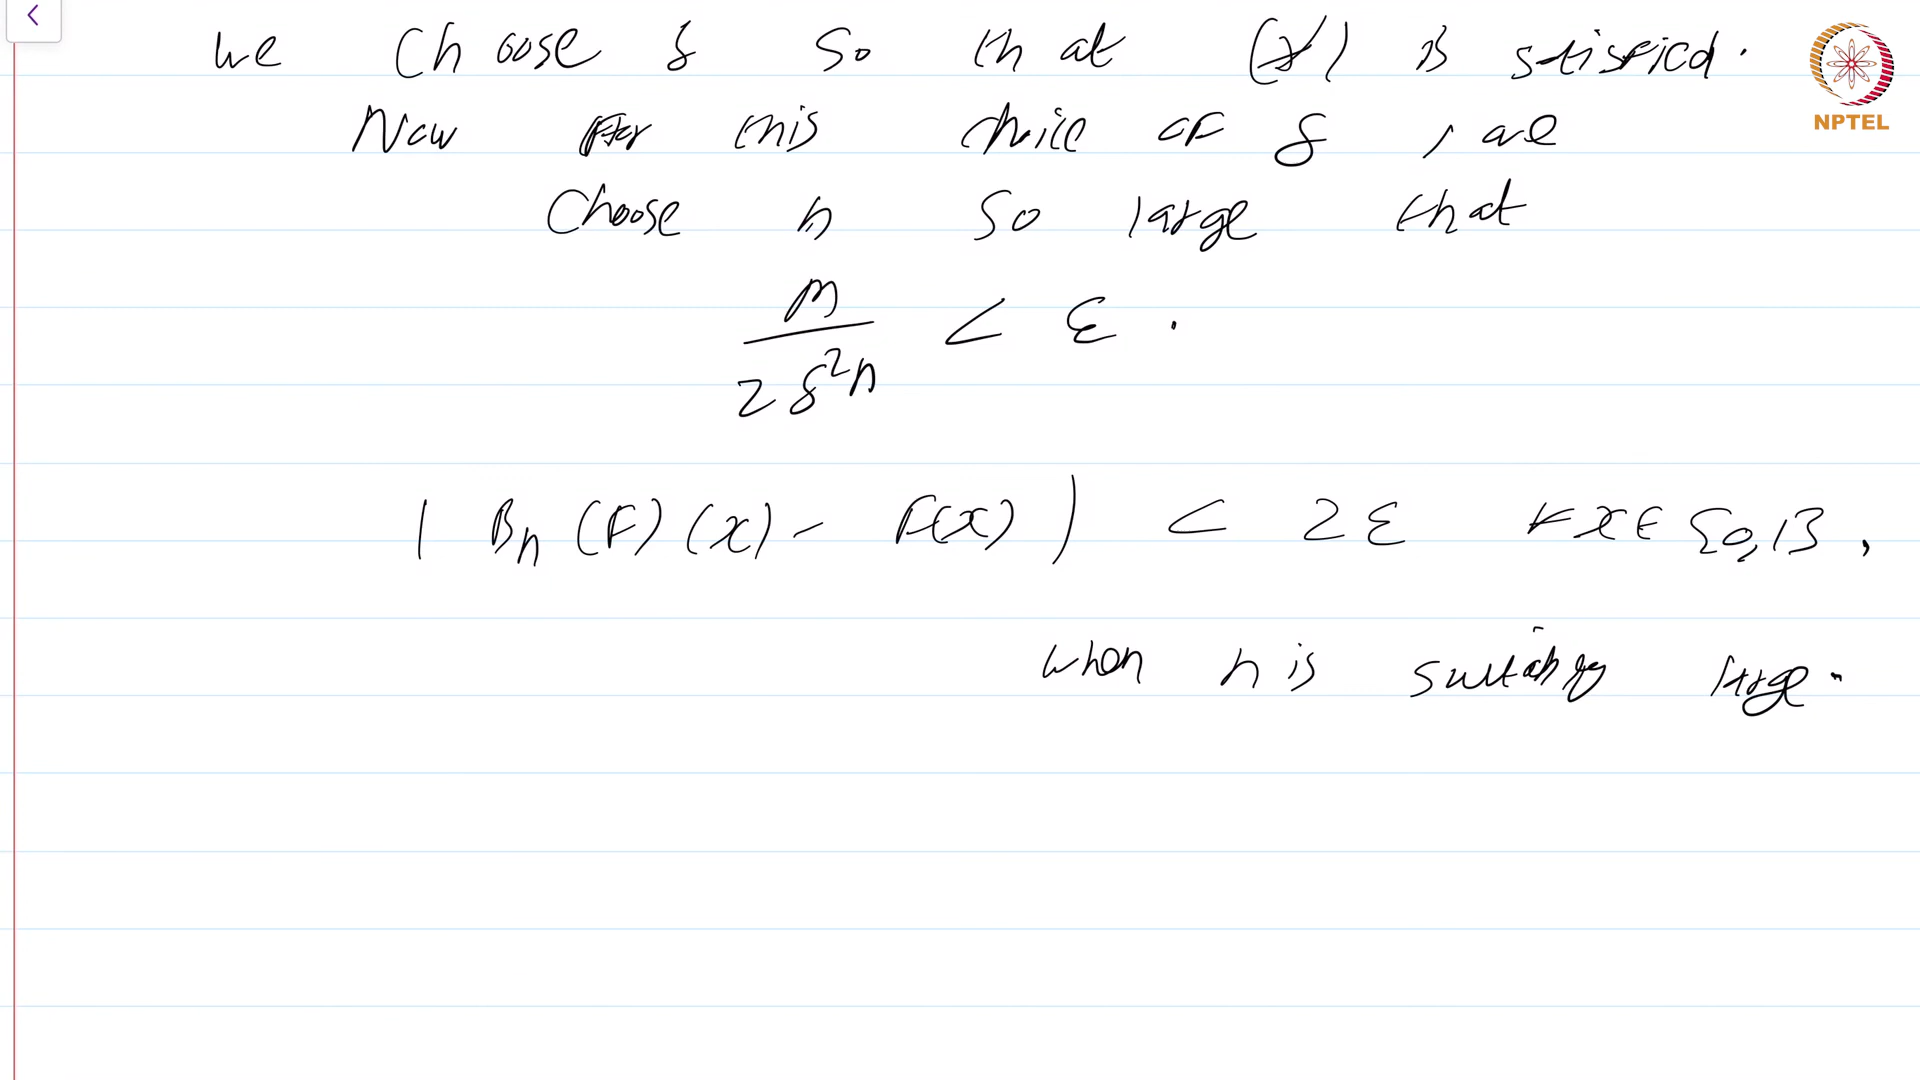 We choose δ so that (*) is satisfied.
NPTEL
Now for this choice of δ, we
choose n so large that
M / 2δ²n < ε.
| Bn (F) (x) - F(x) | < 2ε ∀ x ∈ [0,1],
when n is suitably large.